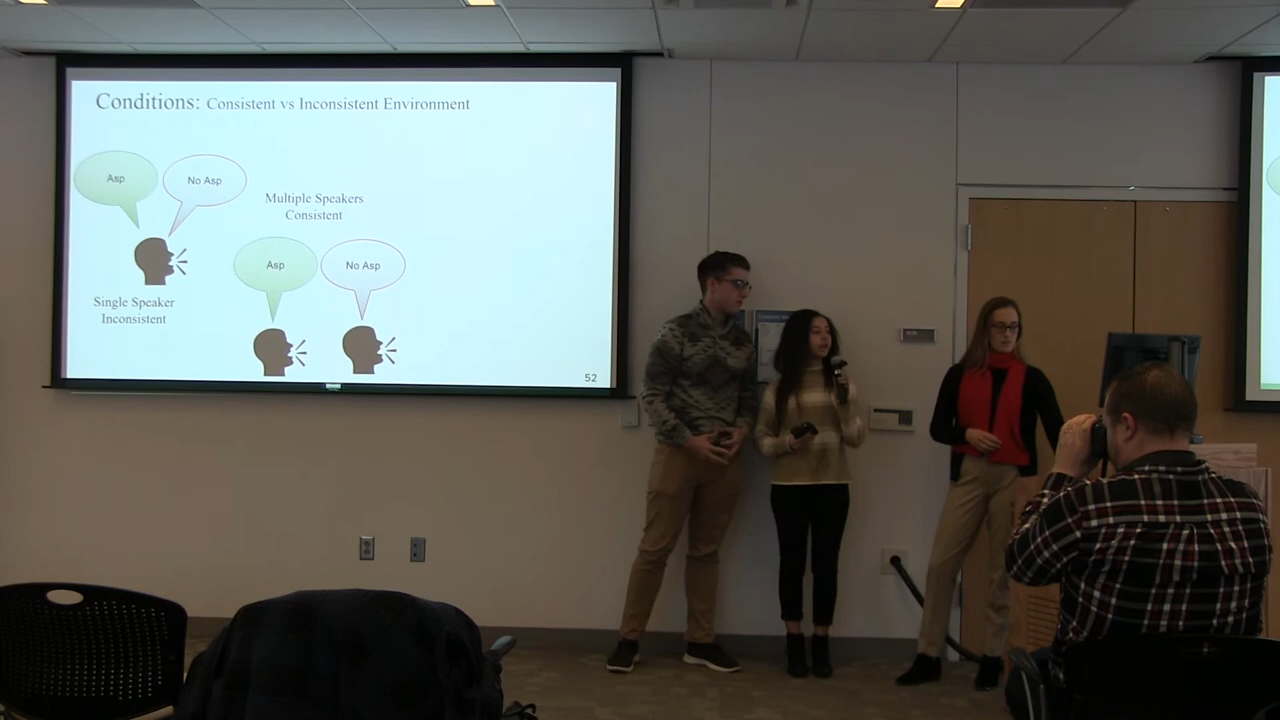 Conditions: Consistent vs Inconsistent Environment
Asp
No Asp
Single Speaker
Inconsistent
Multiple Speakers
Consistent
Asp
No Asp
52